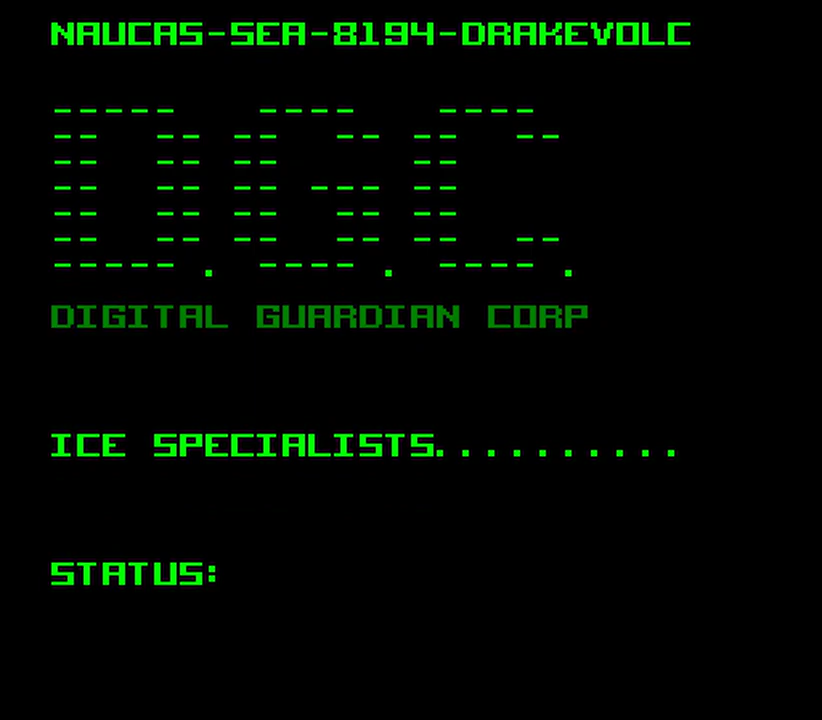 NAUCAS-SEA-8194-DRAKEVOLC
D.G.C.
DIGITAL GUARDIAN CORP
ICE SPECIALISTS..........
STATUS: